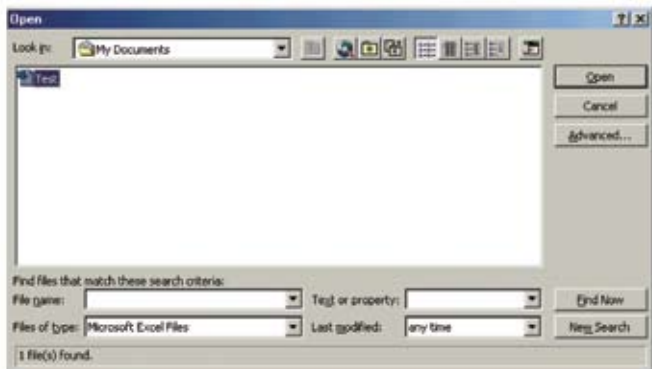 Open
Look in: My Documents
Test
Open
Cancel
Advanced...
Find files that match these search criteria:
File name: Text or property: Find Now
Files of type: Microsoft Excel Files Last modified: any time New Search
1 file(s) found.